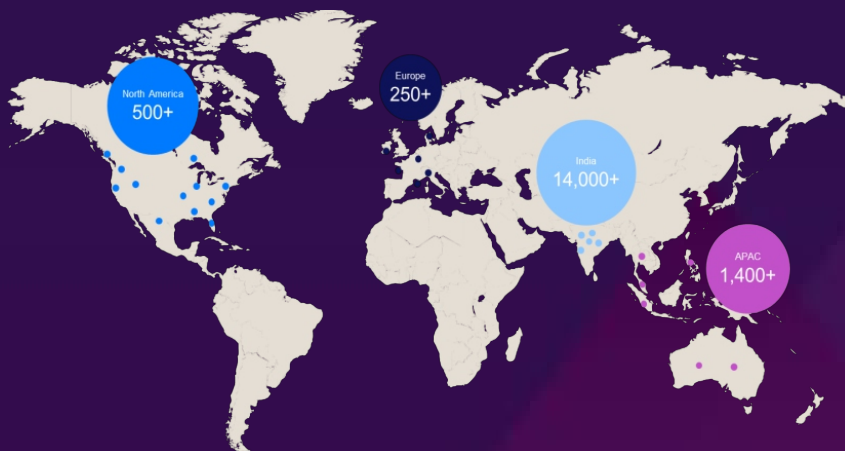 North America
500+
Europe
250+
India
14,000+
APAC
1,400+